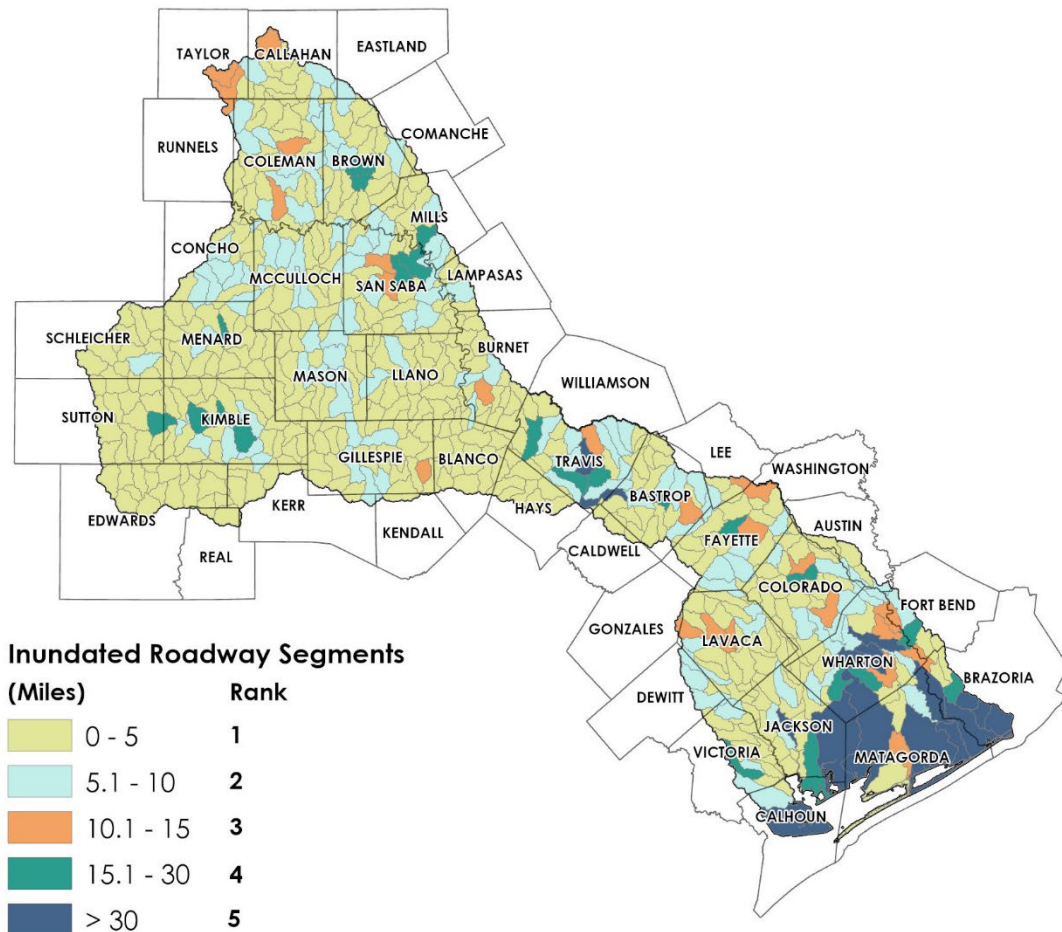 TAYLOR
CALLAHAN
EASTLAND
RUNNELS
COLEMAN
BROWN
COMANCHE
MILLS
CONCHO
MCCULLOCH
SAN SABA
LAMPASAS
SCHLEICHER
MENARD
BURNET
MASON
LLANO
WILLIAMSON
SUTTON
KIMBLE
GILLESPIE
BLANCO
TRAVIS
LEE
WASHINGTON
EDWARDS
REAL
KERR
KENDALL
HAYS
BASTROP
CALDWELL
FAYETTE
AUSTIN
GONZALES
COLORADO
FORT BEND
LAVACA
WHARTON
BRAZORIA
DEWITT
JACKSON
VICTORIA
MATAGORDA
CALHOUN
Inundated Roadway Segments
(Miles) Rank
0 - 5 1
5.1 - 10 2
10.1 - 15 3
15.1 - 30 4
> 30 5